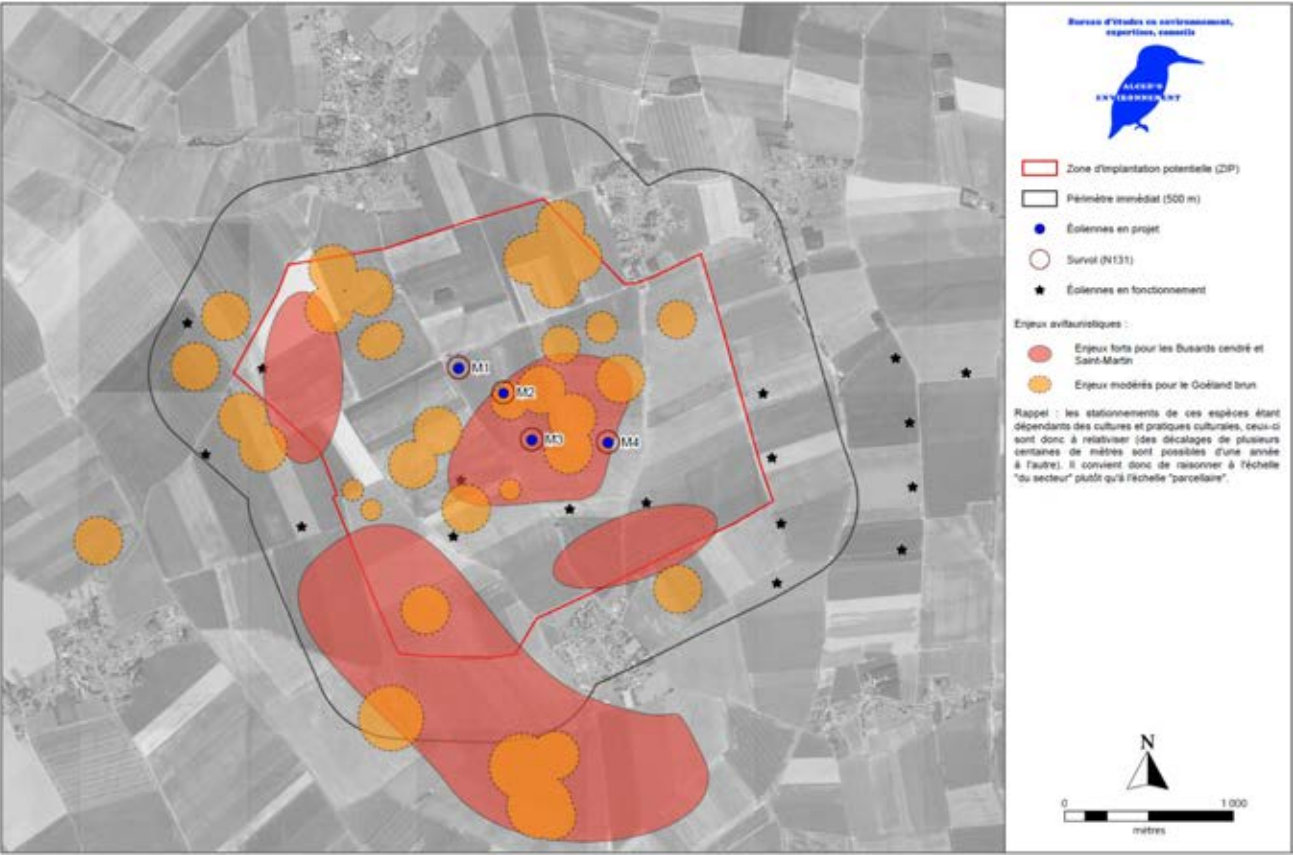 Bureau d'études en environnement,
expertises, conseils
ALCED'O
ENVIRONNEMENT
Zone d'implantation potentielle (ZIP)
Périmètre immédiat (500 m)
Éoliennes en projet
Survol (N131)
Éoliennes en fonctionnement
Enjeux avifaunistiques :
Enjeux forts pour les Busards cendré et
Saint-Martin
Enjeux modérés pour le Goéland brun
Rappel : les stationnements de ces espèces étant
dépendants des cultures et pratiques culturales, ceux-ci
sont donc à relativiser (des décalages de plusieurs
centaines de mètres sont possibles d'une année
à l'autre). Il convient donc de raisonner à l'échelle
"du secteur" plutôt qu'à l'échelle "parcellaire".
M1
M2
M3
M4
N
0 1 000
mètres